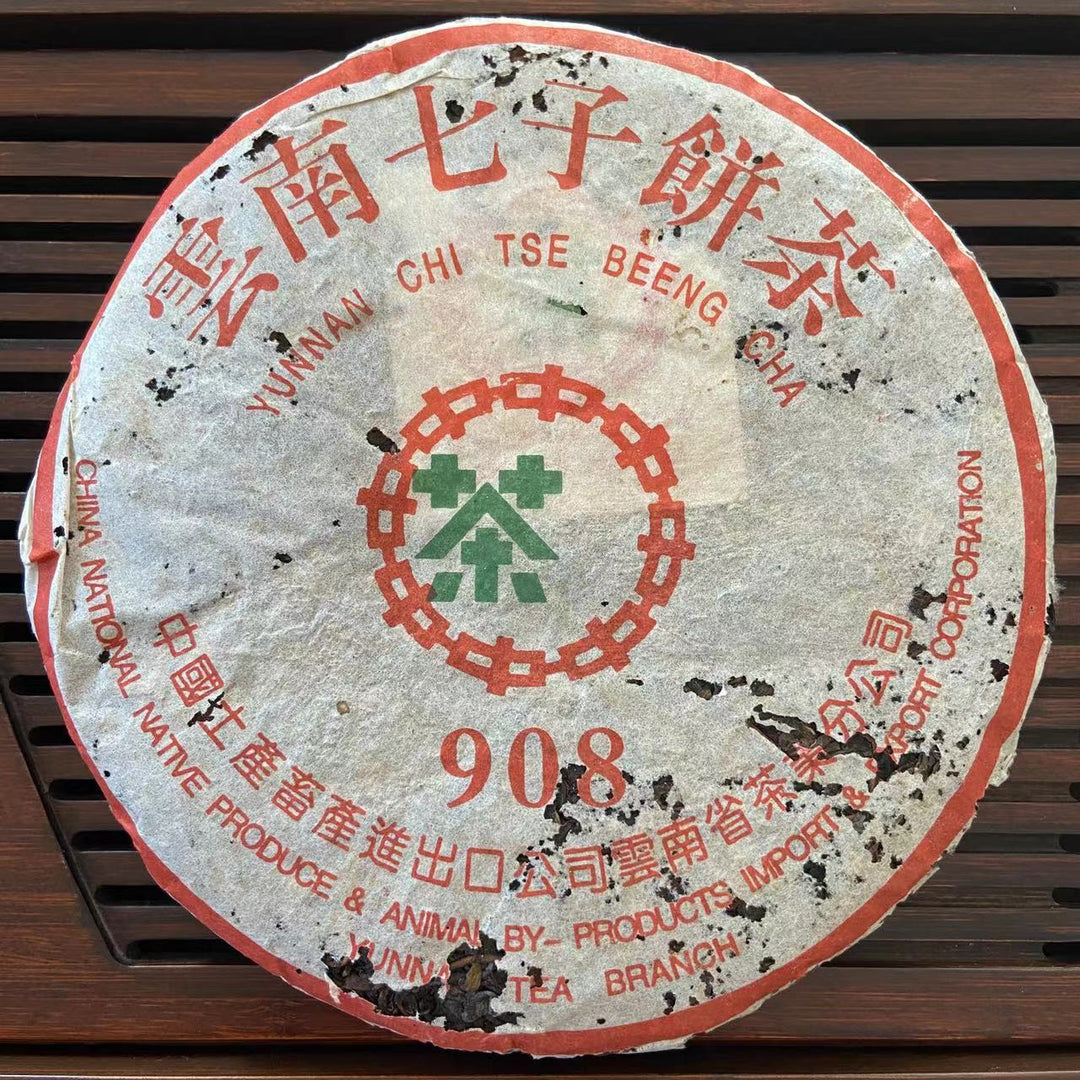 雲南七子餅茶
YUNNAN CHI TSE BEENG CHA
茶
908
中國土產畜產進出口公司雲南省茶葉分公司
CHINA NATIONAL NATIVE PRODUCE & ANIMAL BY-PRODUCTS IMPORT & EXPORT CORPORATION
YUNNAN TEA BRANCH